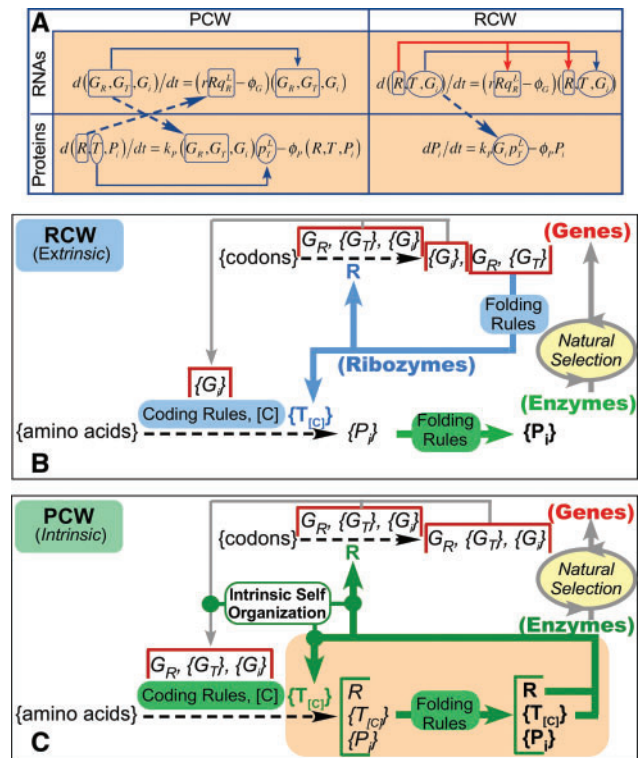 A
PCW RCW
RNAs
d(G_R,G_T,G_i)/dt=(rRq_R^L−ϕ_G)(G_R,G_T,G_i)
d(R,T,G_i)/dt=(rRq_R^L−ϕ_G)(R,T,G_i)
Proteins
d(R,T,P_i)/dt=k_P(G_R,G_T,G_i)p_T^L−ϕ_P(R,T,P_i)
dP_i/dt=k_P G_i p_T^L−ϕ_P P_i
RCW
(Extrinsic)
G_R, {G_T}, {G_i}
{codons}
{G_i}, G_R, {G_T}
(Genes)
R
Folding
Rules
Natural
Selection
{G_i}
(Ribozymes)
(Enzymes)
Coding Rules, [C] {T_[C]}
{amino acids} {P_i}
Folding
Rules
{P_i}
B
PCW
(Intrinsic)
G_R, {G_T}, {G_i}
{codons}
G_R, {G_T}, {G_i}
(Genes)
R
Natural
Selection
Intrinsic Self
Organization
(Enzymes)
G_R, {G_T}, {G_i}
Coding Rules, [C] {T_[C]}
{amino acids}
R
{T_[C]}
{P_i}
Folding
Rules
R
{T_[C]}
{P_i}
C